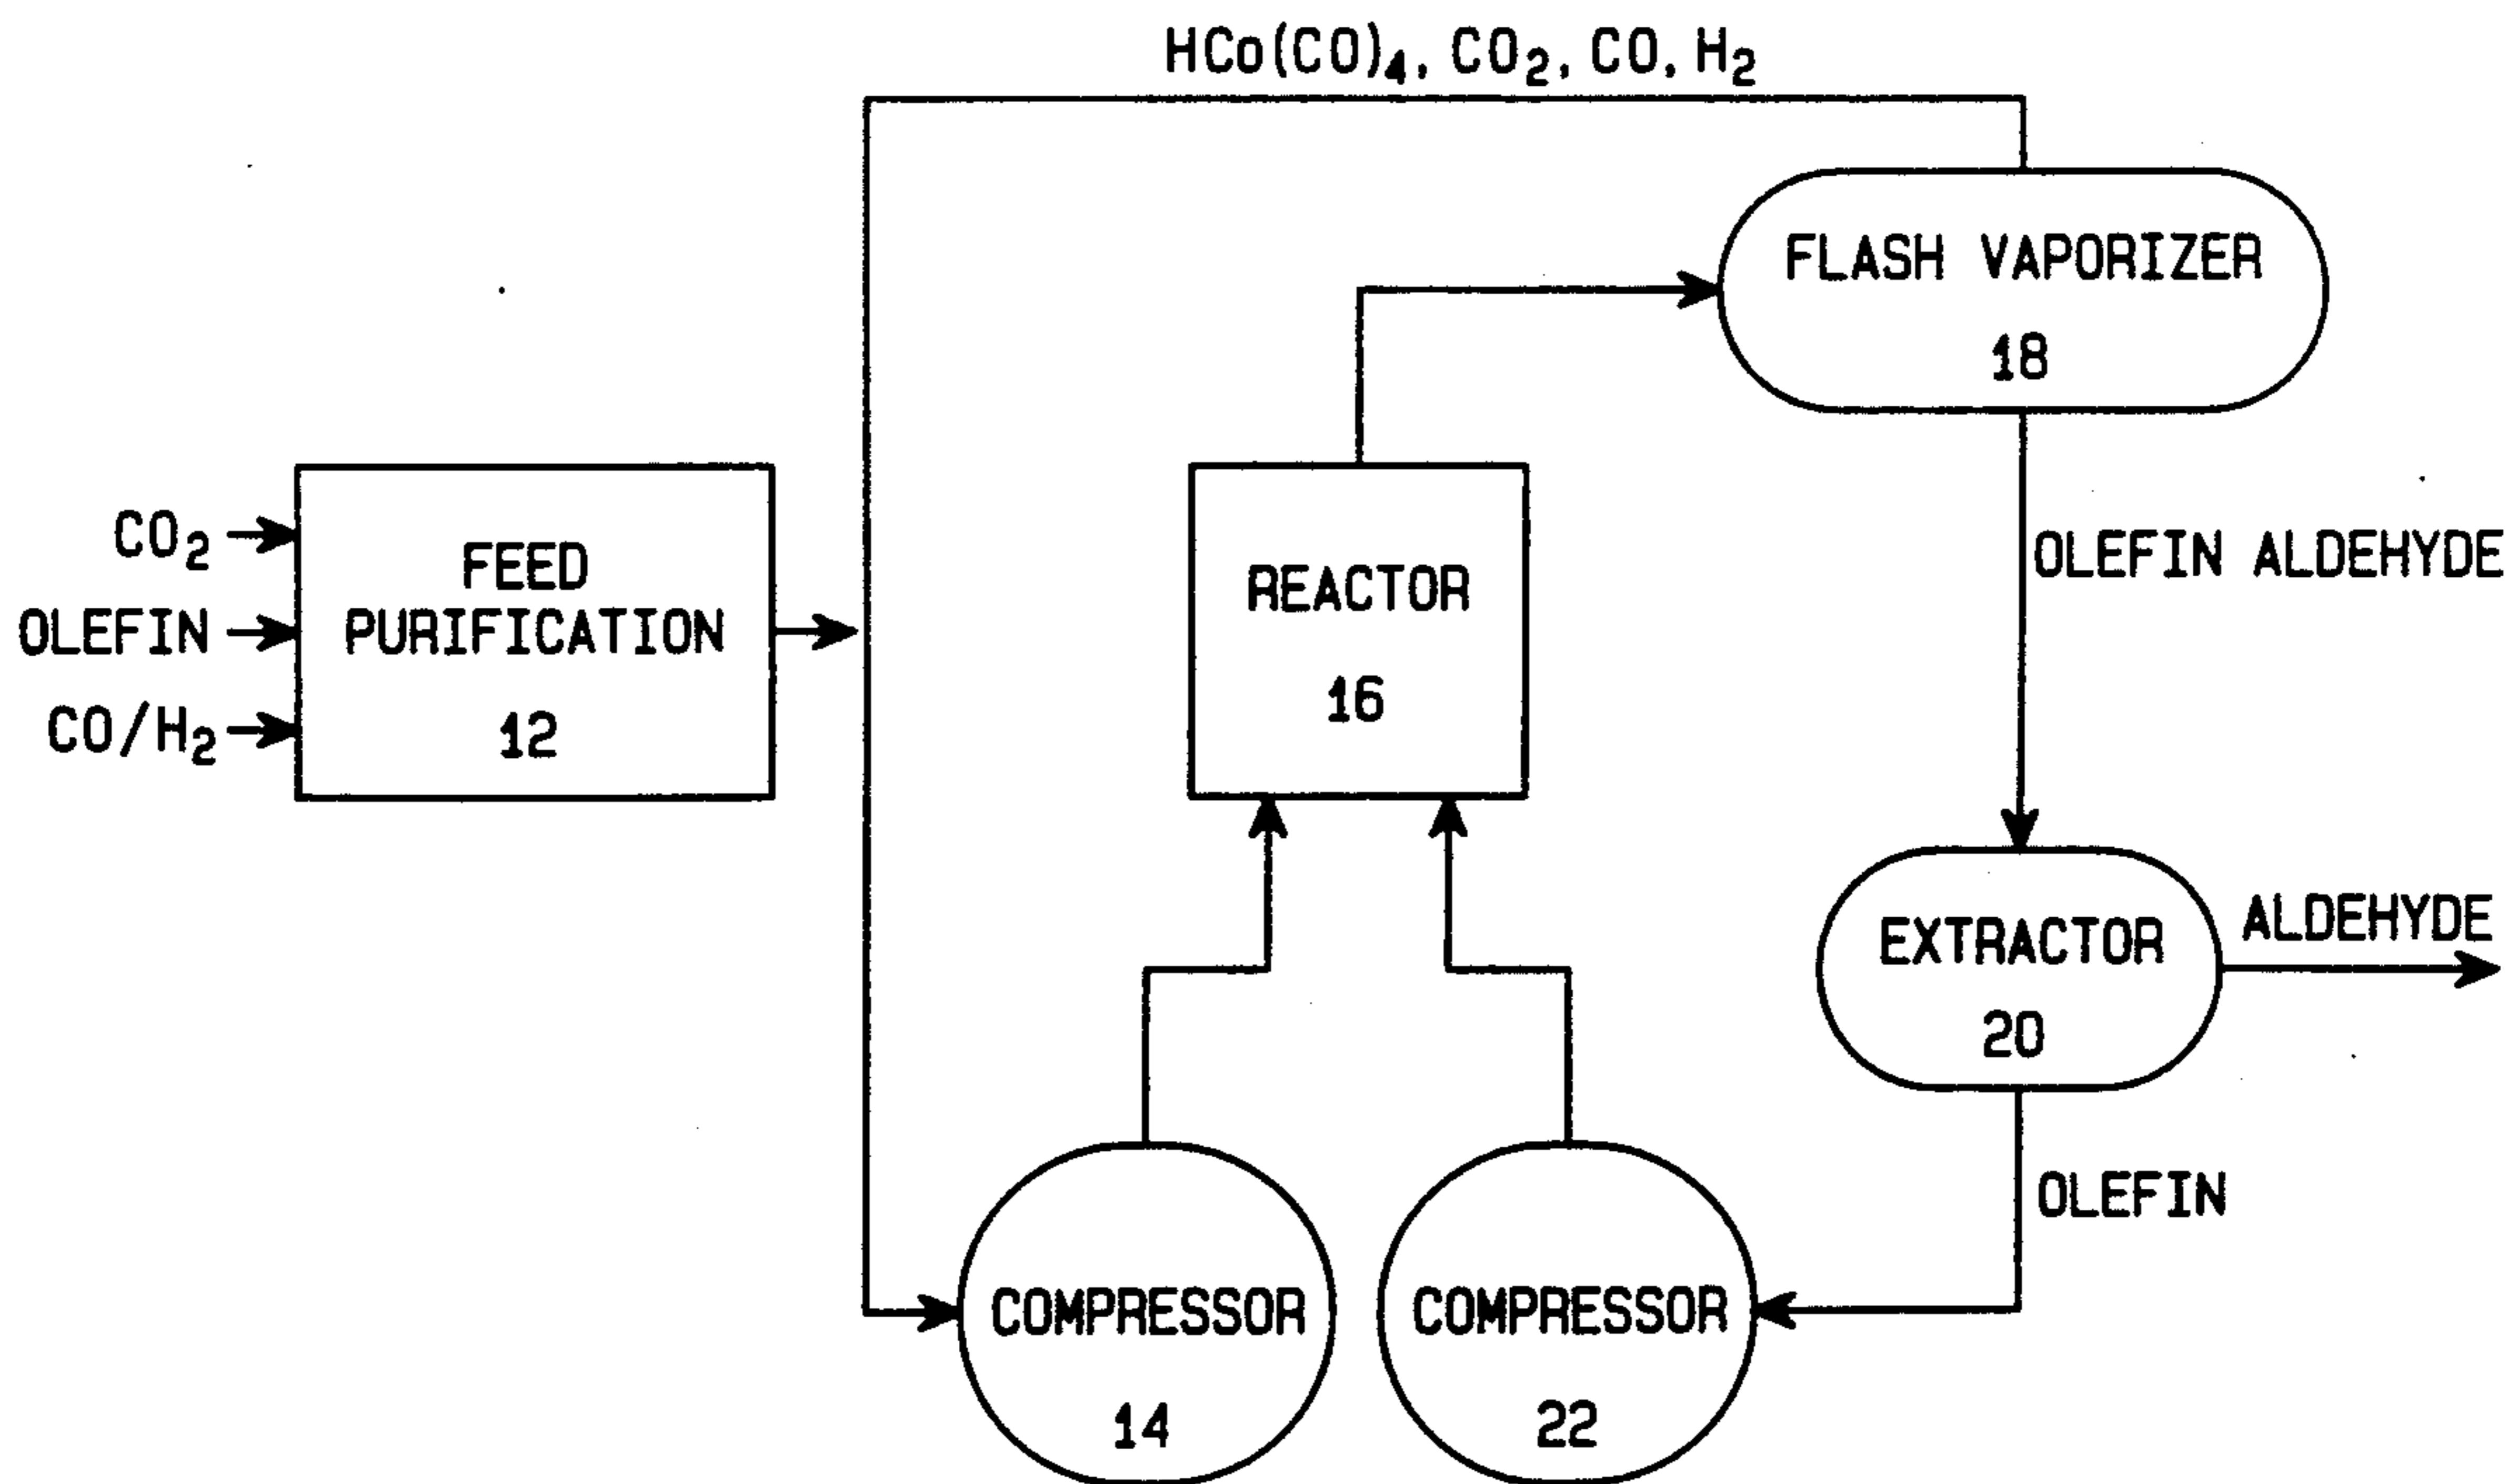 HCo(CO)4, CO2, CO, H2
FLASH VAPORIZER
18
CO2
OLEFIN
CO/H2
FEED
PURIFICATION
12
REACTOR
16
OLEFIN ALDEHYDE
EXTRACTOR
20
ALDEHYDE
OLEFIN
COMPRESSOR
14
COMPRESSOR
22